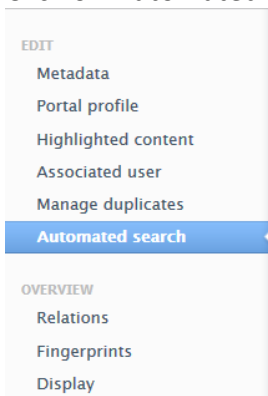 EDIT
Metadata
Portal profile
Highlighted content
Associated user
Manage duplicates
Automated search
OVERVIEW
Relations
Fingerprints
Display